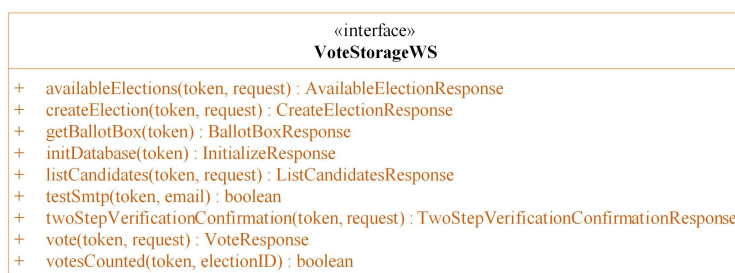 «interface»
VoteStorageWS
+ availableElections(token, request) : AvailableElectionResponse
+ createElection(token, request) : CreateElectionResponse
+ getBallotBox(token) : BallotBoxResponse
+ initDatabase(token) : InitializeResponse
+ listCandidates(token, request) : ListCandidatesResponse
+ testSmtp(token, email) : boolean
+ twoStepVerificationConfirmation(token, request) : TwoStepVerificationConfirmationResponse
+ vote(token, request) : VoteResponse
+ votesCounted(token, electionID) : boolean